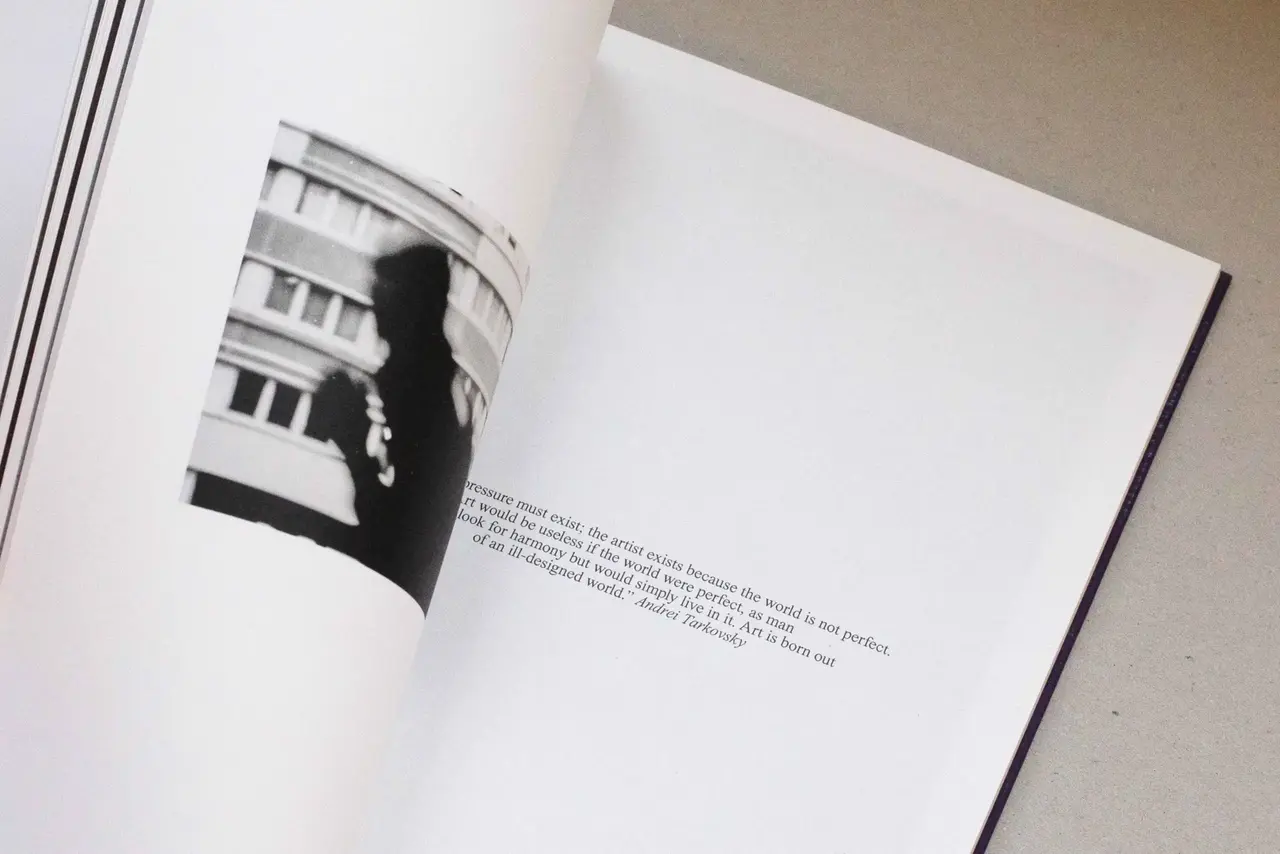 pressure must exist; the artist exists because the world is not perfect.
rt would be useless if the world were perfect, as man
look for harmony but would simply live in it. Art is born out
of an ill-designed world.” Andrei Tarkovsky